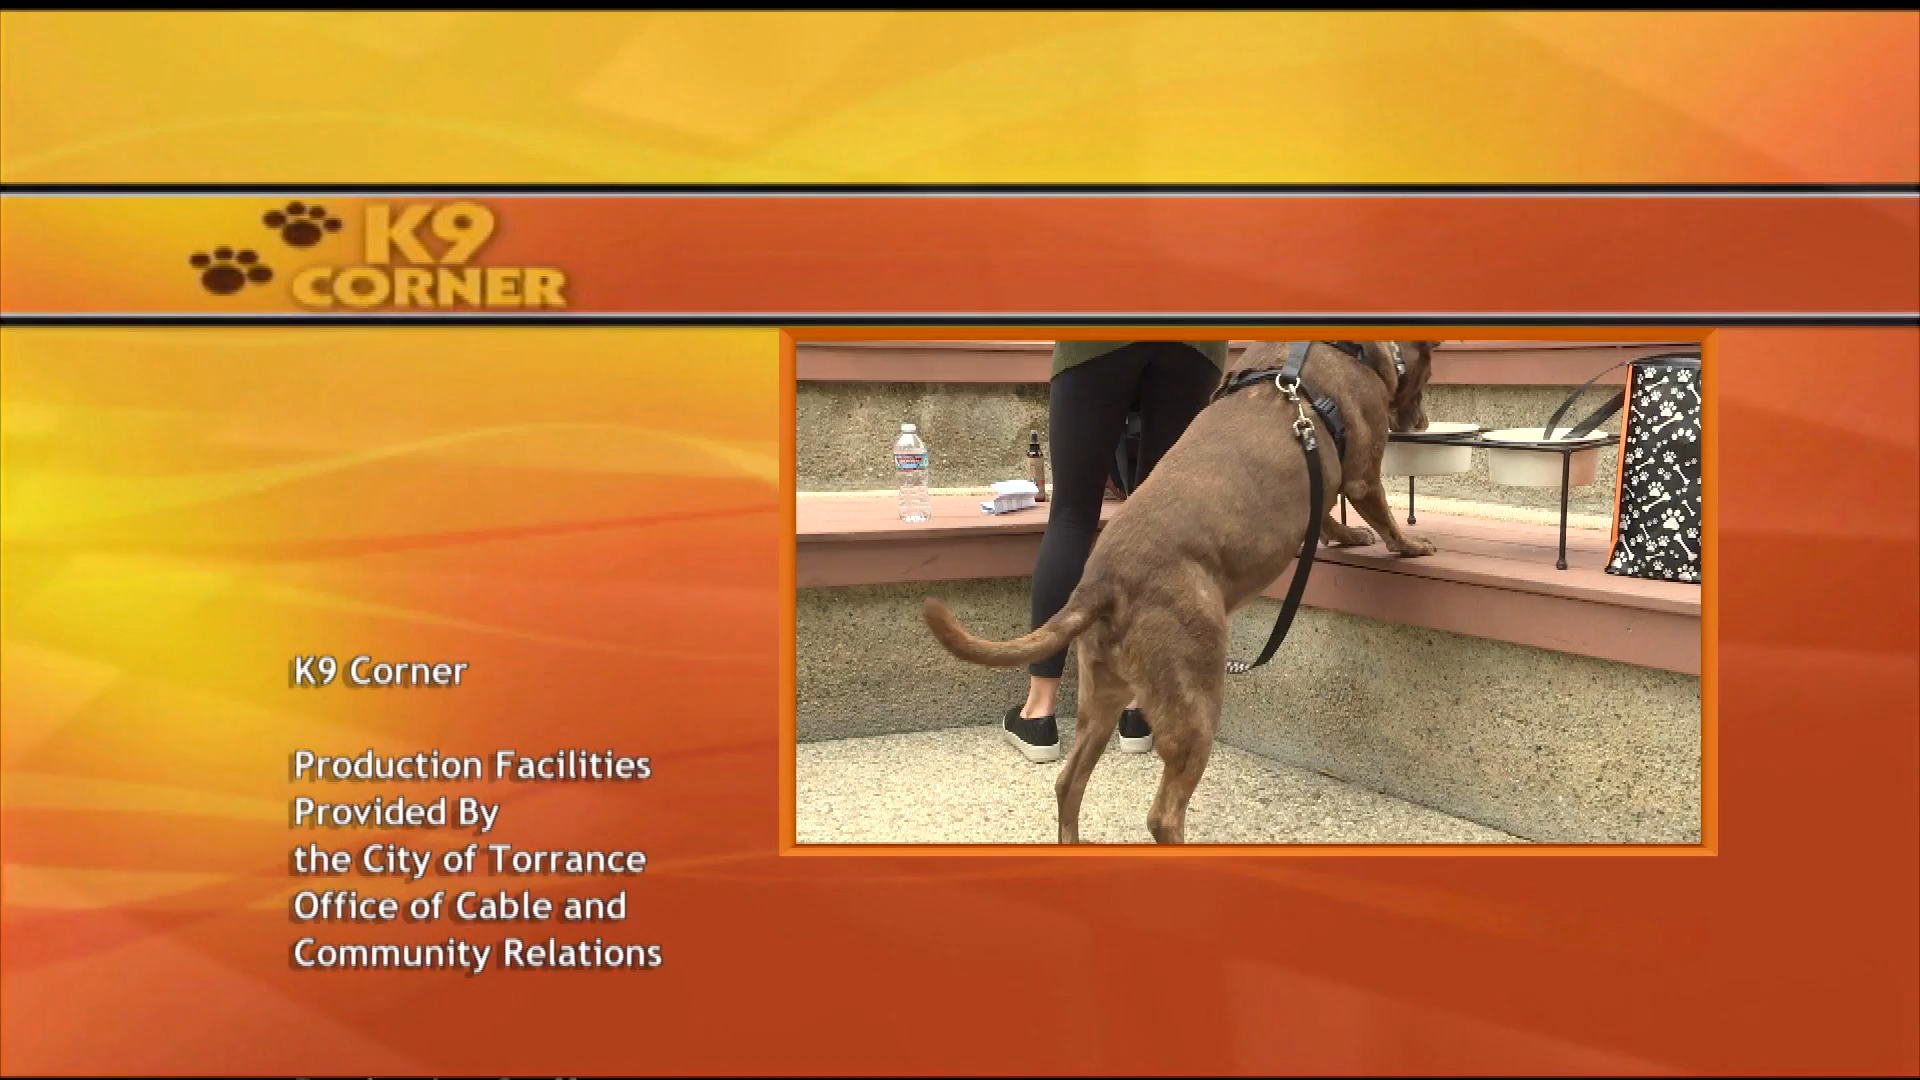 K9
CORNER
K9 Corner
Production Facilities
Provided By
the City of Torrance
Office of Cable and
Community Relations